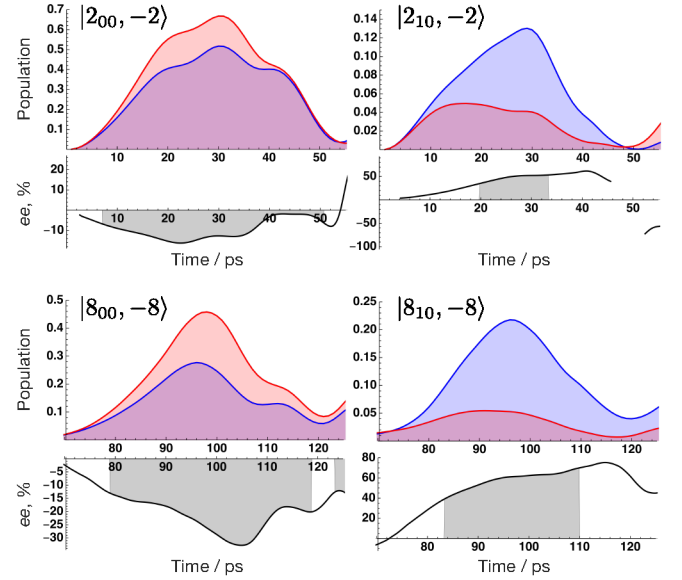 |2₀₀, −2⟩
Population
0.7
0.6
0.5
0.4
0.3
0.2
0.1
10 20 30 40 50
ee, %
20
10
−10
10 20 30 40 50
Time / ps
|2₁₀, −2⟩
0.14
0.12
0.10
0.08
0.06
0.04
0.02
10 20 30 40 50
50
−50
−100
10 20 30 40 50
Time / ps
|8₀₀, −8⟩
Population
0.5
0.4
0.3
0.2
0.1
80 90 100 110 120
ee, %
−5
−10
−15
−20
−25
−30
80 90 100 110 120
Time / ps
|8₁₀, −8⟩
0.25
0.20
0.15
0.10
0.05
80 90 100 110 120
80
60
40
20
0
80 90 100 110 120
Time / ps